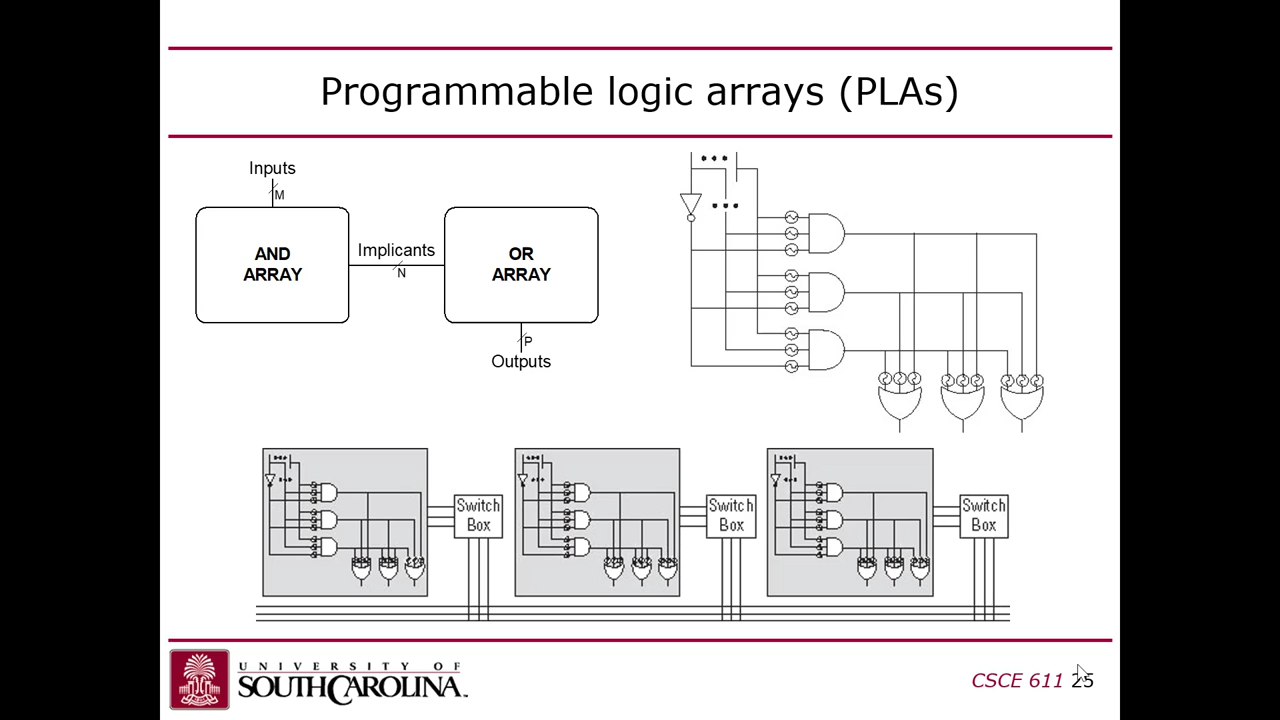 Programmable logic arrays (PLAs)
Inputs
M
AND
ARRAY
Implicants
N
OR
ARRAY
P
Outputs
Switch
Box
Switch
Box
Switch
Box
UNIVERSITY OF
SOUTH CAROLINA™
CSCE 611 25